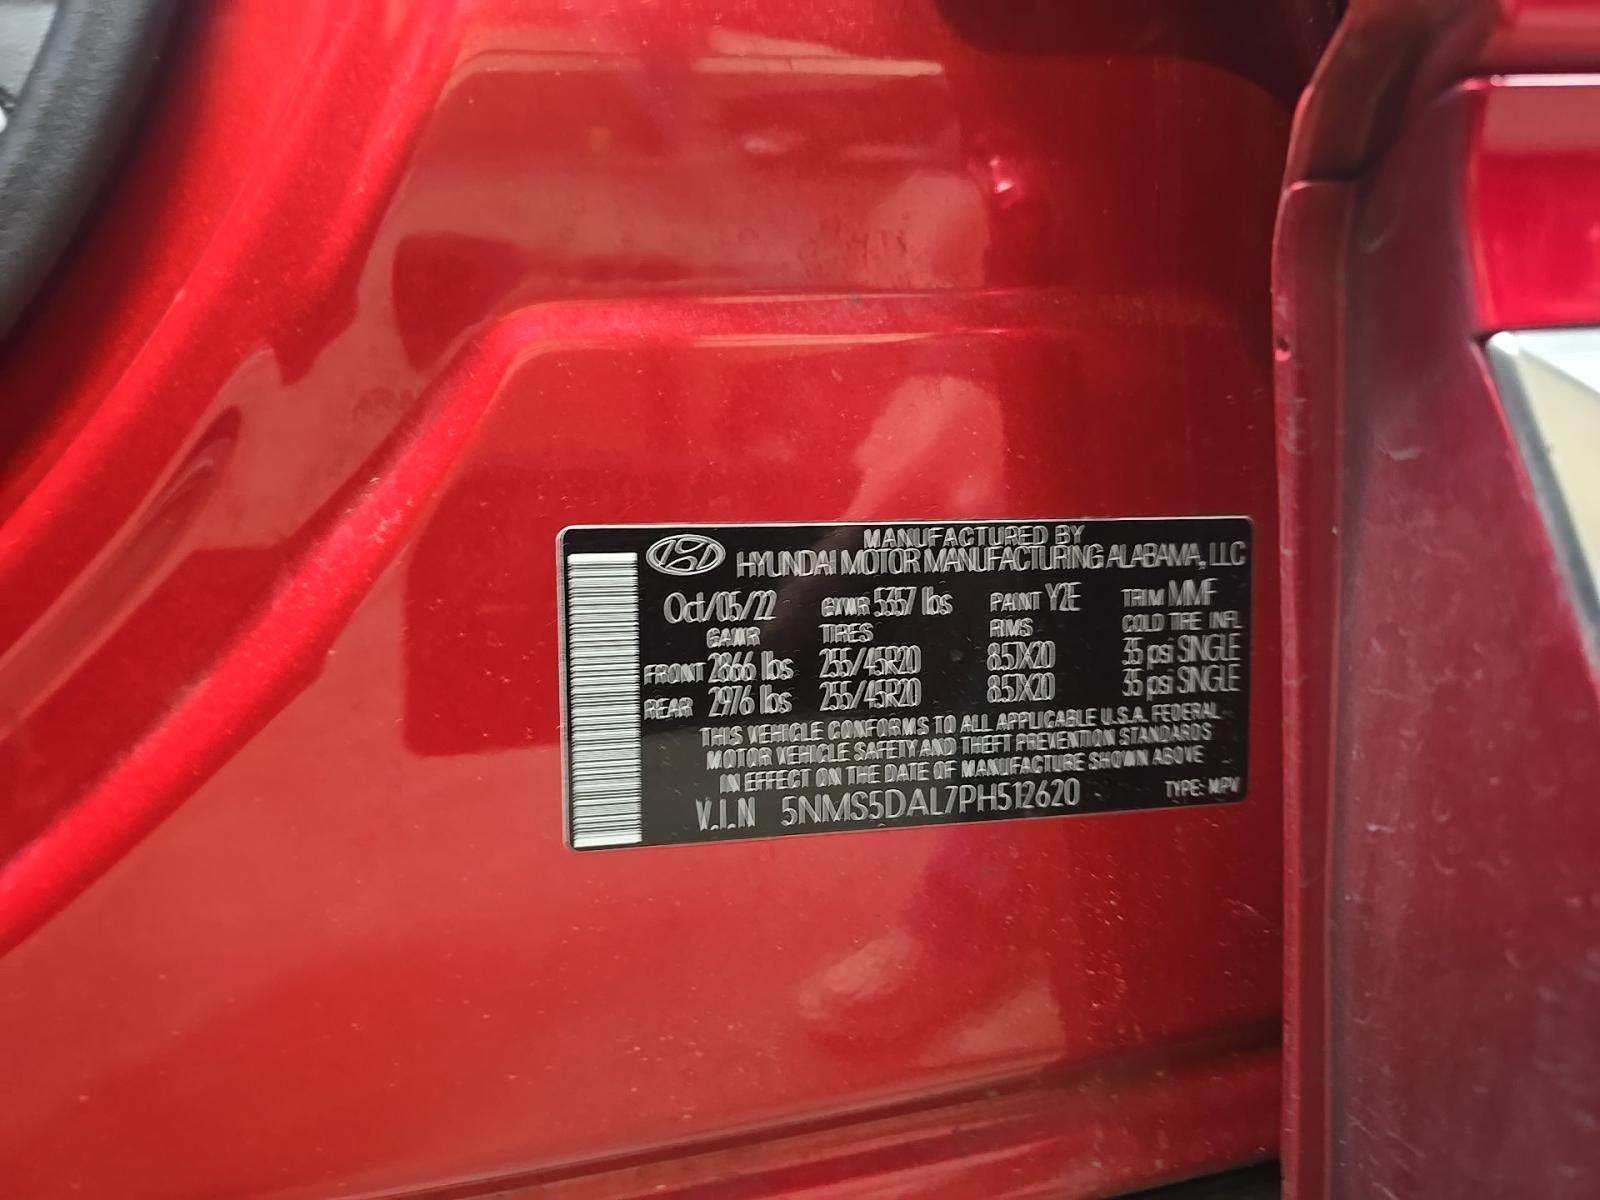 MANUFACTURED BY
HYUNDAI MOTOR MANUFACTURING ALABAMA, LLC
Oct/05/22 GVWR 5357 lbs PAINT Y2E TRIM MMF
GAWR TIRES RIMS COLD TIRE INFL
FRONT 2866 lbs 255/45R20 8.5JX20 35 psi SINGLE
REAR 2976 lbs 255/45R20 8.5JX20 35 psi SINGLE
THIS VEHICLE CONFORMS TO ALL APPLICABLE U.S.A. FEDERAL
MOTOR VEHICLE SAFETY AND THEFT PREVENTION STANDARDS
IN EFFECT ON THE DATE OF MANUFACTURE SHOWN ABOVE
V.I.N 5NMS5DAL7PH512620 TYPE: MPV